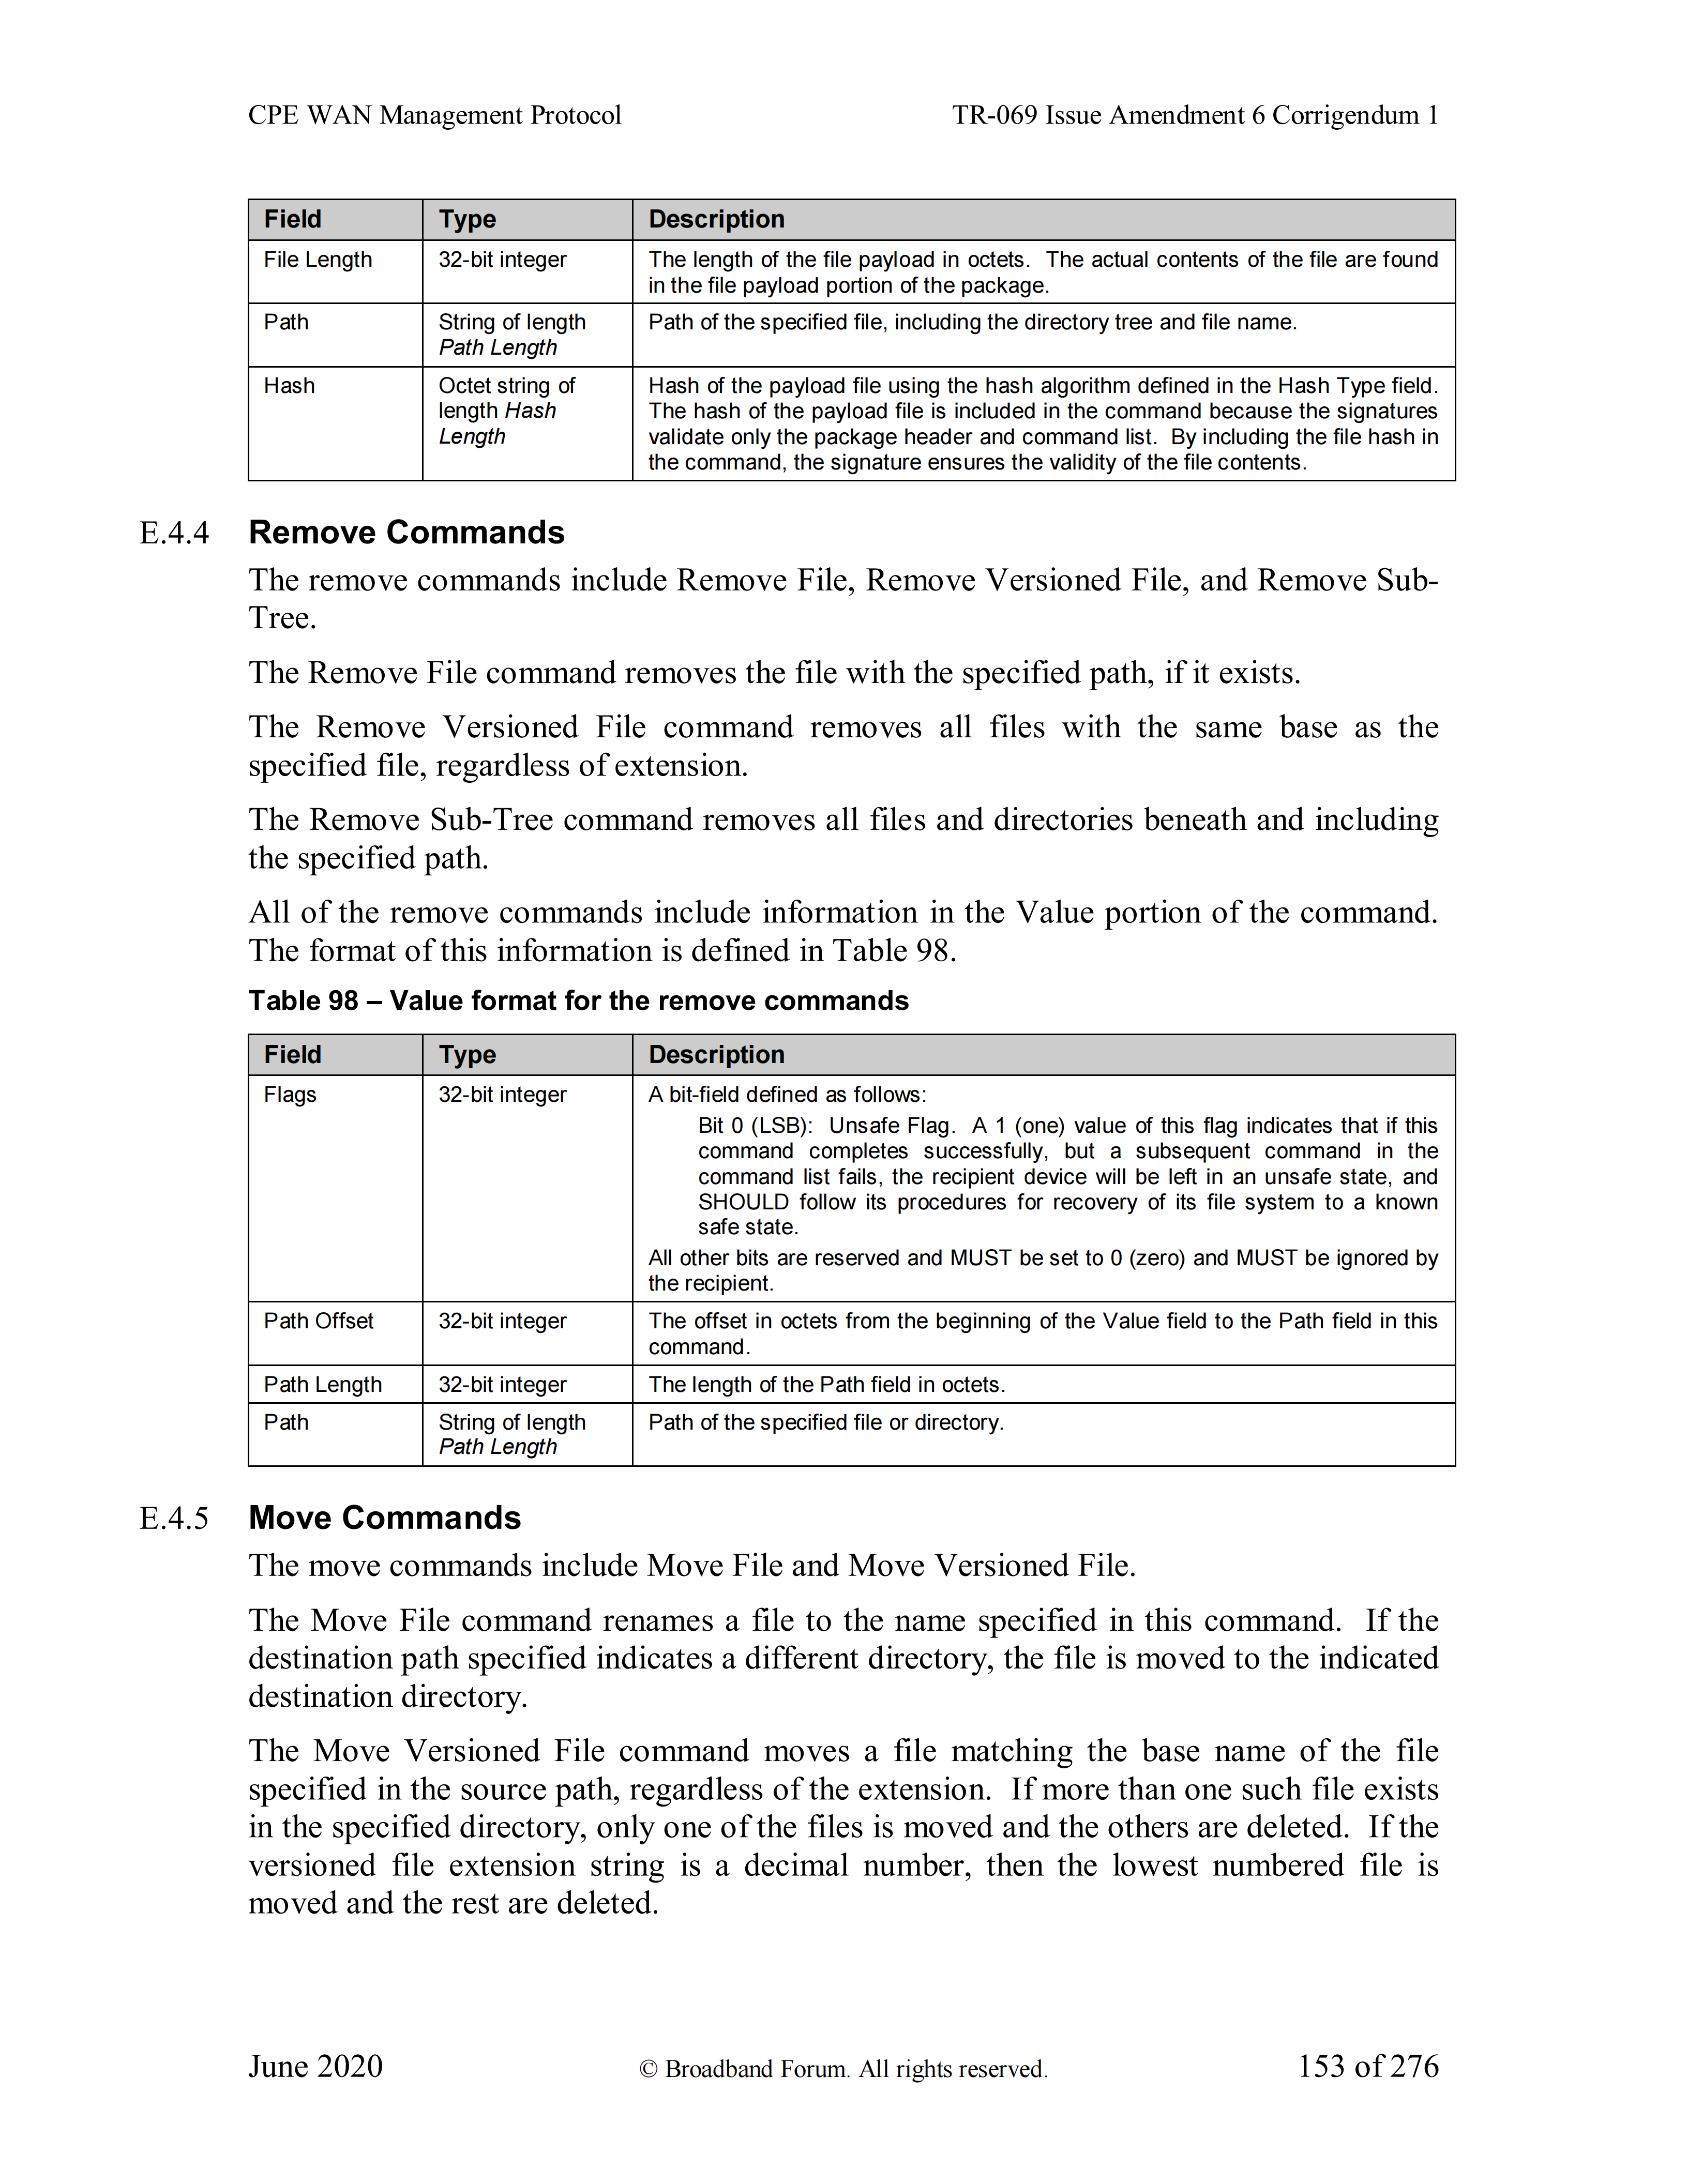 CPE WAN Management Protocol TR-069 Issue Amendment 6 Corrigendum 1
Field Type Description
File Length 32-bit integer The length of the file payload in octets. The actual contents of the file are found
in the file payload portion of the package.
Path String of length Path of the specified file, including the directory tree and file name.
Path Length
Hash Octet string of Hash of the payload file using the hash algorithm defined in the Hash Type field.
length Hash The hash of the payload file is included in the command because the signatures
Length validate only the package header and command list. By including the file hash in
the command, the signature ensures the validity of the file contents.
E.4.4 Remove Commands
The remove commands include Remove File, Remove Versioned File, and Remove Sub-
Tree.
The Remove File command removes the file with the specified path, if it exists.
The Remove Versioned File command removes all files with the same base as the
specified file, regardless of extension.
The Remove Sub-Tree command removes all files and directories beneath and including
the specified path.
All of the remove commands include information in the Value portion of the command.
The format of this information is defined in Table 98.
Table 98 – Value format for the remove commands
Field Type Description
Flags 32-bit integer A bit-field defined as follows:
Bit 0 (LSB): Unsafe Flag. A 1 (one) value of this flag indicates that if this
command completes successfully, but a subsequent command in the
command list fails, the recipient device will be left in an unsafe state, and
SHOULD follow its procedures for recovery of its file system to a known
safe state.
All other bits are reserved and MUST be set to 0 (zero) and MUST be ignored by
the recipient.
Path Offset 32-bit integer The offset in octets from the beginning of the Value field to the Path field in this
command.
Path Length 32-bit integer The length of the Path field in octets.
Path String of length Path of the specified file or directory.
Path Length
E.4.5 Move Commands
The move commands include Move File and Move Versioned File.
The Move File command renames a file to the name specified in this command. If the
destination path specified indicates a different directory, the file is moved to the indicated
destination directory.
The Move Versioned File command moves a file matching the base name of the file
specified in the source path, regardless of the extension. If more than one such file exists
in the specified directory, only one of the files is moved and the others are deleted. If the
versioned file extension string is a decimal number, then the lowest numbered file is
moved and the rest are deleted.
June 2020 © Broadband Forum. All rights reserved. 153 of 276